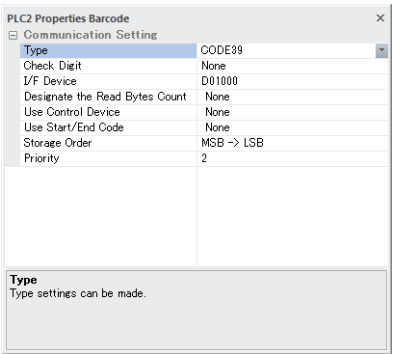 PLC2 Properties Barcode ×
Communication Setting
Type CODE39
Check Digit None
I/F Device D01000
Designate the Read Bytes Count None
Use Control Device None
Use Start/End Code None
Storage Order MSB -> LSB
Priority 2
Type
Type settings can be made.